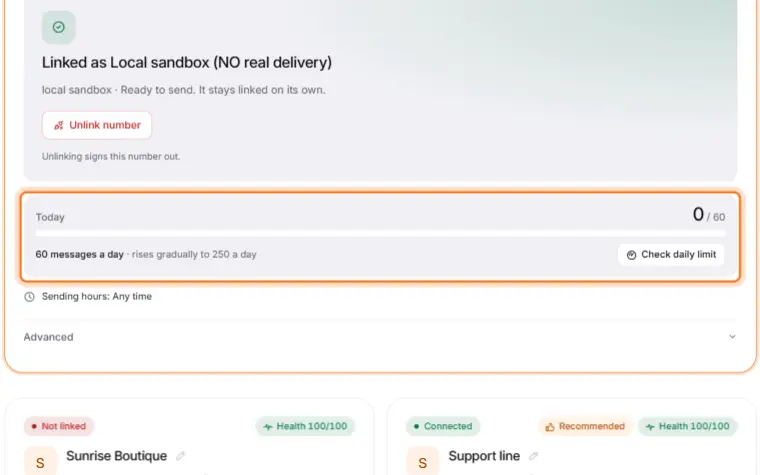 Linked as Local sandbox (NO real delivery)
local sandbox · Ready to send. It stays linked on its own.
Unlink number
Unlinking signs this number out.
Today 0 / 60
60 messages a day · rises gradually to 250 a day Check daily limit
Sending hours: Any time
Advanced
Not linked Health 100/100
S Sunrise Boutique
Connected Recommended Health 100/100
S Support line